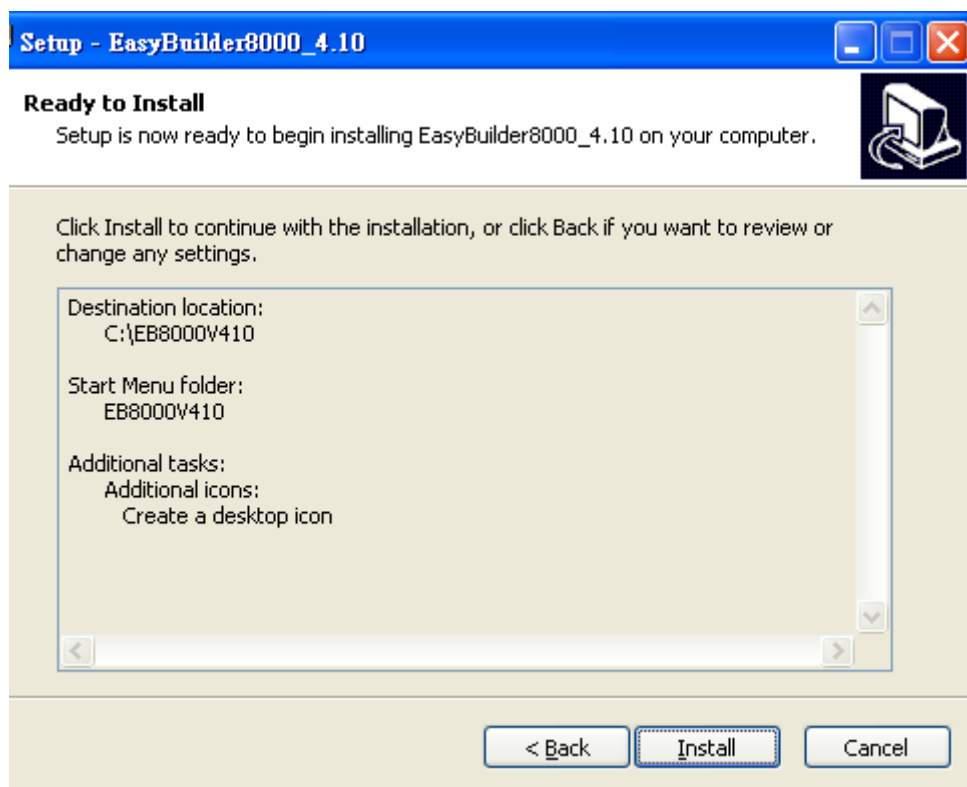 Setup - EasyBuilder8000_4.10
Ready to Install
Setup is now ready to begin installing EasyBuilder8000_4.10 on your computer.
Click Install to continue with the installation, or click Back if you want to review or
change any settings.
Destination location:
C:\EB8000V410
Start Menu folder:
EB8000V410
Additional tasks:
Additional icons:
Create a desktop icon
< Back
Install
Cancel